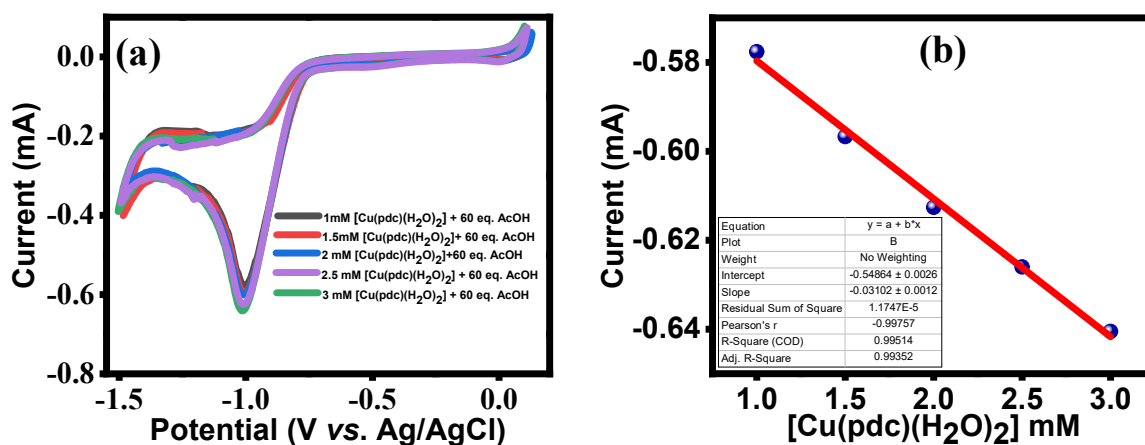 (a)
Current (mA)
0.0
-0.2
-0.4
-0.6
-0.8
1mM [Cu(pdc)(H2O)2] + 60 eq. AcOH
1.5mM [Cu(pdc)(H2O)2]+ 60 eq. AcOH
2 mM [Cu(pdc)(H2O)2]+60 eq. AcOH
2.5 mM [Cu(pdc)(H2O)2] + 60 eq. AcOH
3 mM [Cu(pdc)(H2O)2] + 60 eq. AcOH
-1.5 -1.0 -0.5 0.0
Potential (V vs. Ag/AgCl)
(b)
Current (mA)
-0.58
-0.60
-0.62
-0.64
Equation y = a + b*x
Plot B
Weight No Weighting
Intercept -0.54864 ± 0.0026
Slope -0.03102 ± 0.0012
Residual Sum of Square 1.1747E-5
Pearson's r -0.99757
R-Square (COD) 0.99514
Adj. R-Square 0.99352
1.0 1.5 2.0 2.5 3.0
[Cu(pdc)(H2O)2] mM